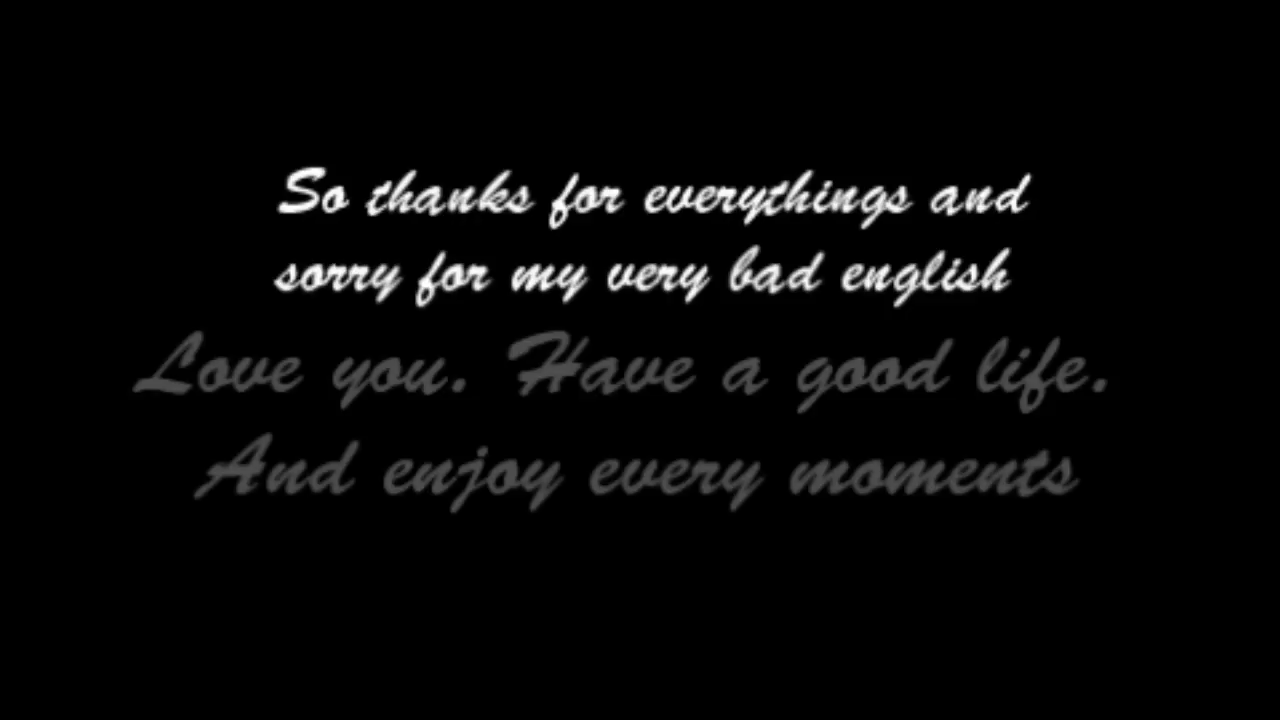 So thanks for everythings and
sorry for my very bad english
Love you. Have a good life.
And enjoy every moments